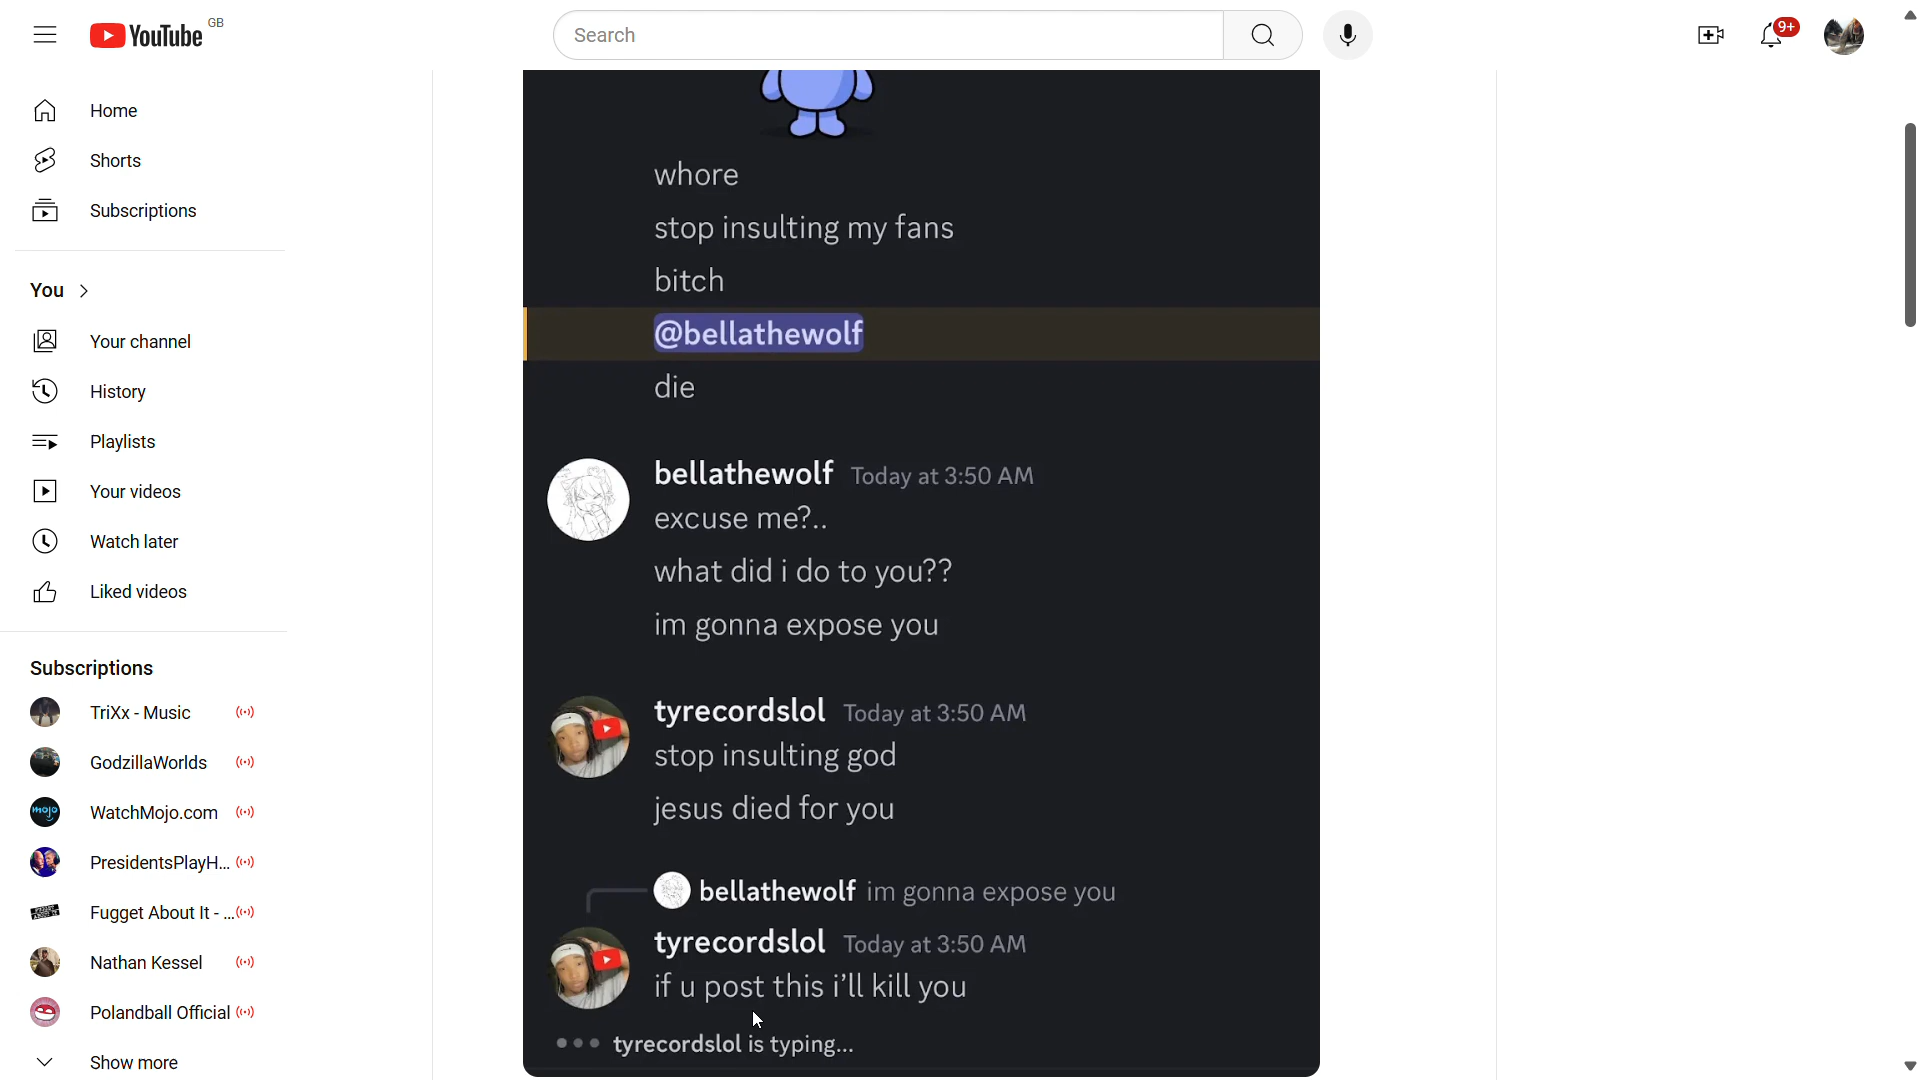 YouTube GB
Search
9+
Home
Shorts
Subscriptions
You
Your channel
History
Playlists
Your videos
Watch later
Liked videos
Subscriptions
TriXx - Music
GodzillaWorlds
mojo
WatchMojo.com
PresidentsPlayH...
Fugget About It - ...
Nathan Kessel
Polandball Official
Show more
whore
stop insulting my fans
bitch
@bellathewolf
die
bellathewolf Today at 3:50 AM
excuse me?..
what did i do to you??
im gonna expose you
tyrecordslol Today at 3:50 AM
stop insulting god
jesus died for you
bellathewolf im gonna expose you
tyrecordslol Today at 3:50 AM
if u post this i’ll kill you
tyrecordslol is typing...